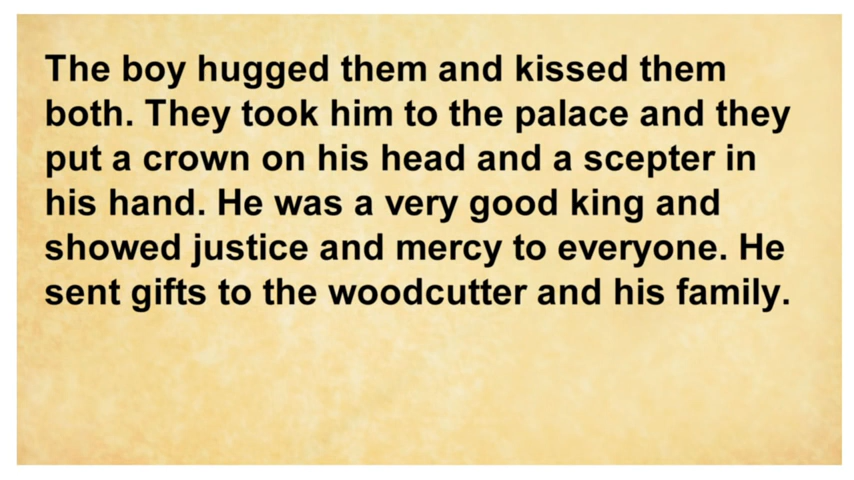 The boy hugged them and kissed them
both. They took him to the palace and they
put a crown on his head and a scepter in
his hand. He was a very good king and
showed justice and mercy to everyone. He
sent gifts to the woodcutter and his family.